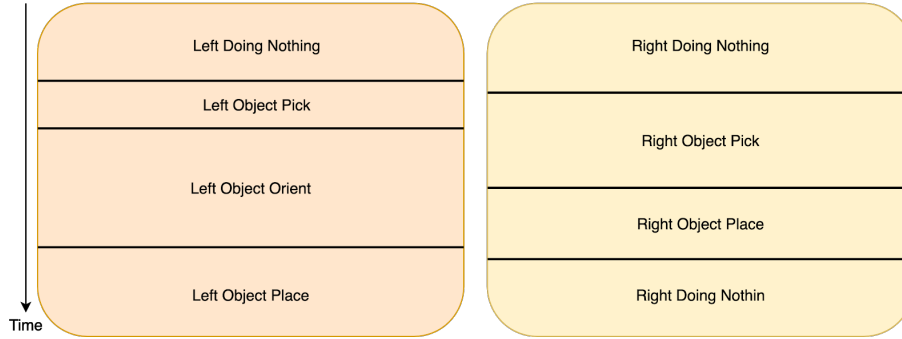 Left Doing Nothing
Left Object Pick
Left Object Orient
Left Object Place
Right Doing Nothing
Right Object Pick
Right Object Place
Right Doing Nothin
Time